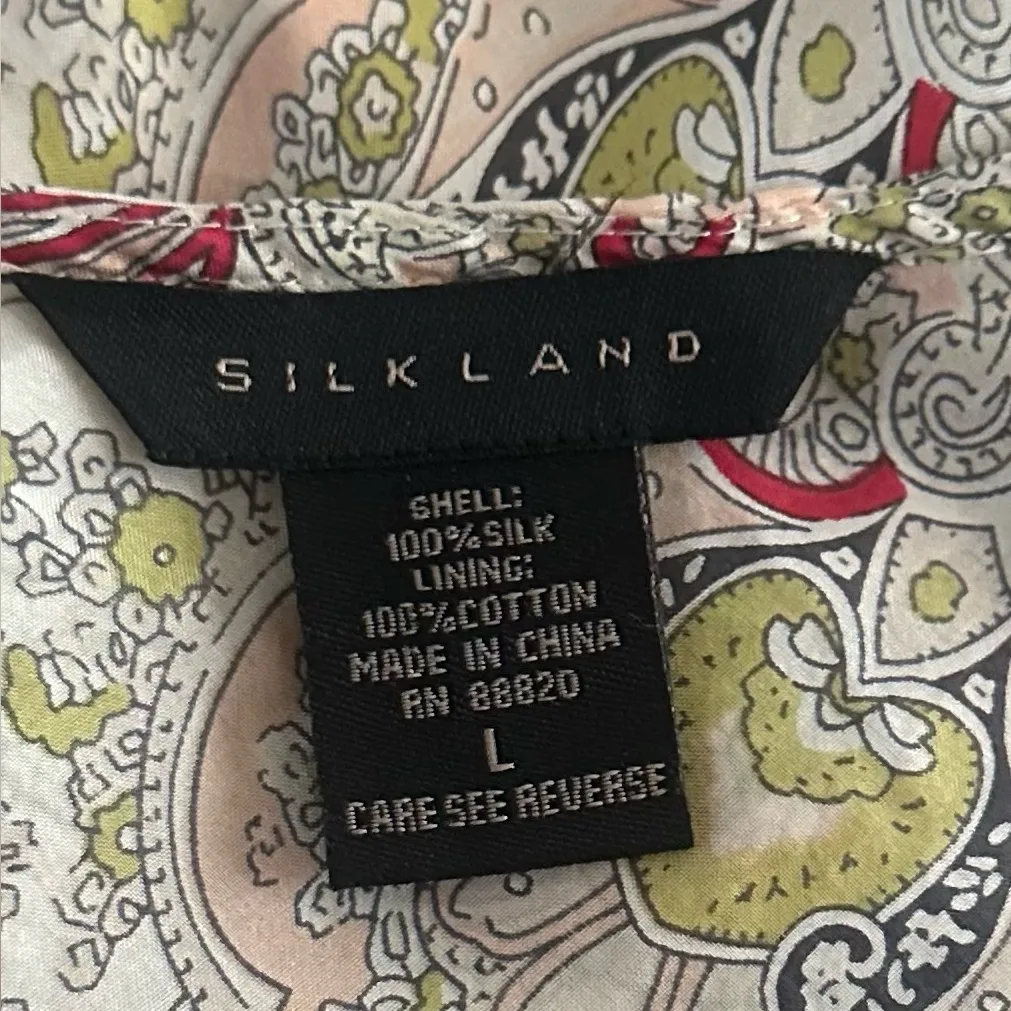 SILKLAND
SHELL:
100%SILK
LINING:
100%COTTON
MADE IN CHINA
RN 88820
L
CARE SEE REVERSE